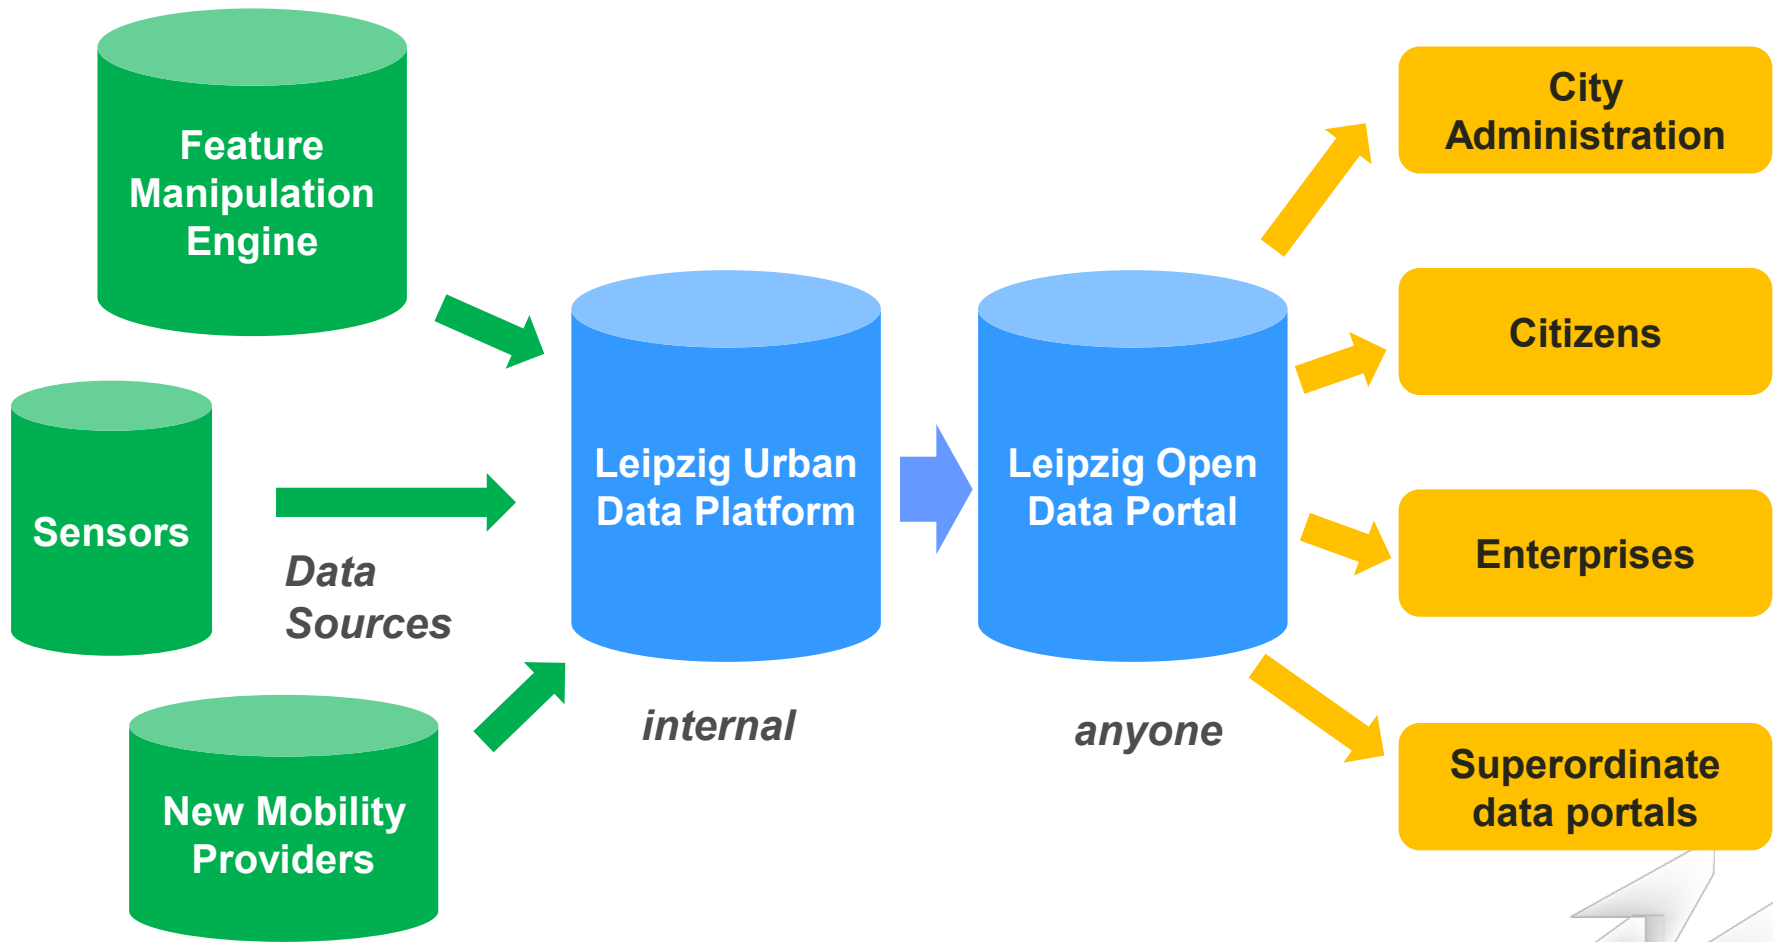 Feature
Manipulation
Engine
Sensors
Data
Sources
New Mobility
Providers
Leipzig Urban
Data Platform
internal
Leipzig Open
Data Portal
anyone
City
Administration
Citizens
Enterprises
Superordinate
data portals